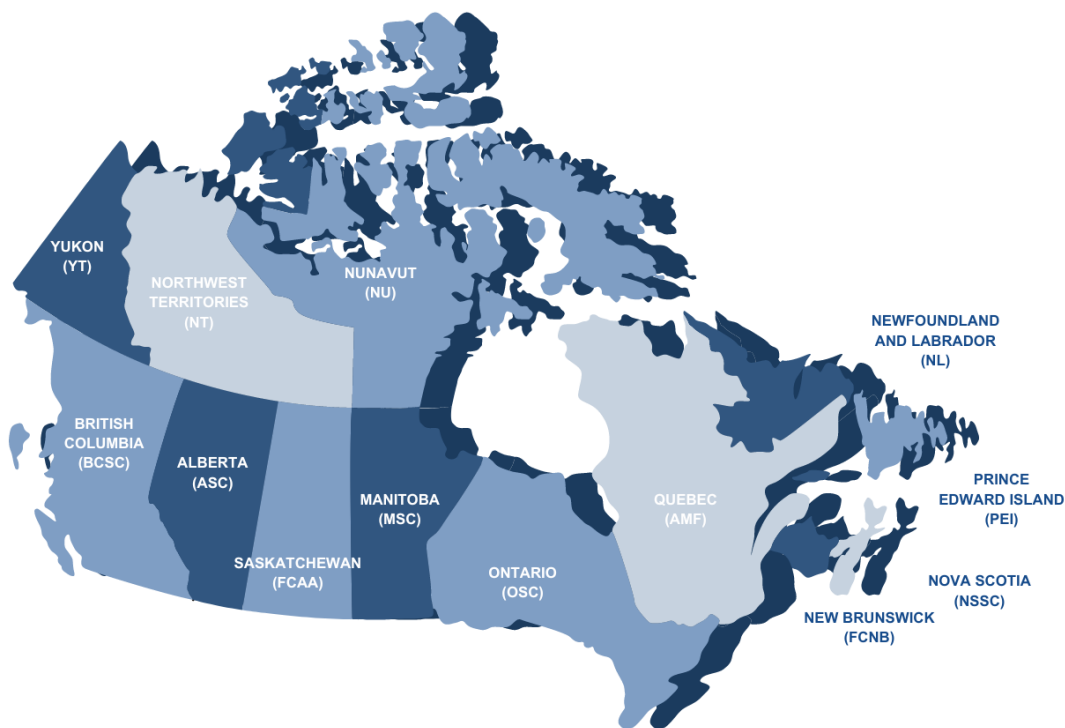 YUKON
(YT)
NORTHWEST
TERRITORIES
(NT)
NUNAVUT
(NU)
NEWFOUNDLAND
AND LABRADOR
(NL)
BRITISH
COLUMBIA
(BCSC)
ALBERTA
(ASC)
SASKATCHEWAN
(FCAA)
MANITOBA
(MSC)
ONTARIO
(OSC)
QUEBEC
(AMF)
PRINCE
EDWARD ISLAND
(PEI)
NOVA SCOTIA
(NSSC)
NEW BRUNSWICK
(FCNB)